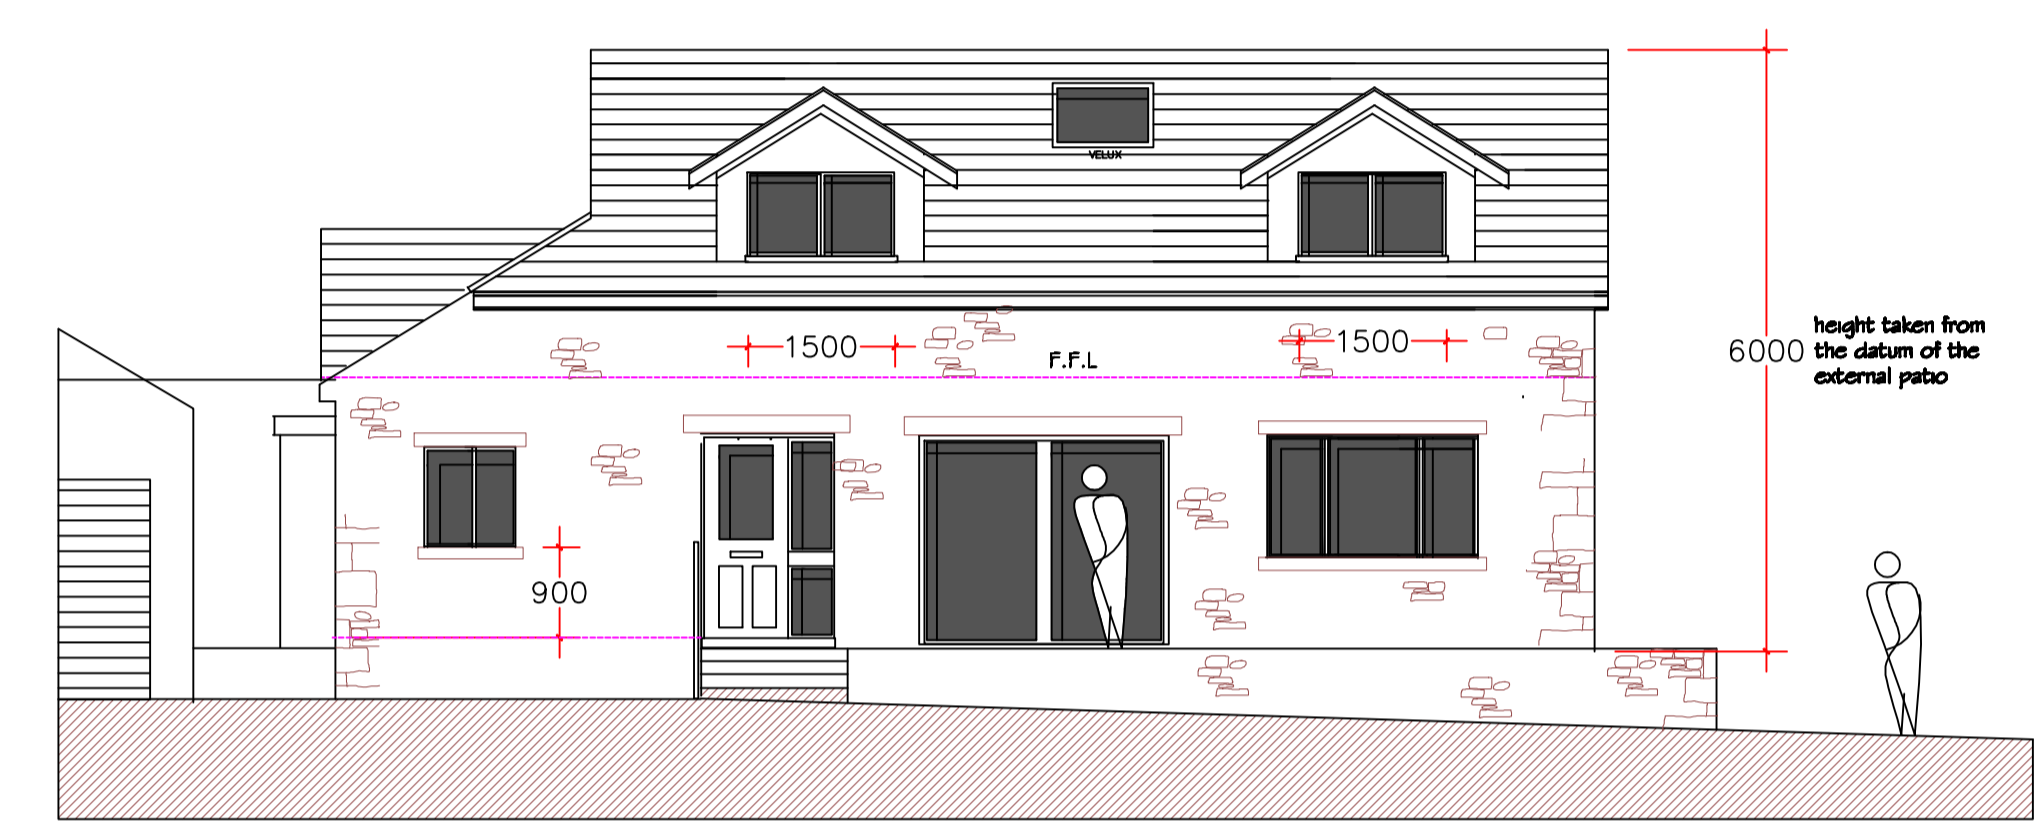 VELUX
1500
1500
F.F.L
6000
height taken from
the datum of the
external patio
900